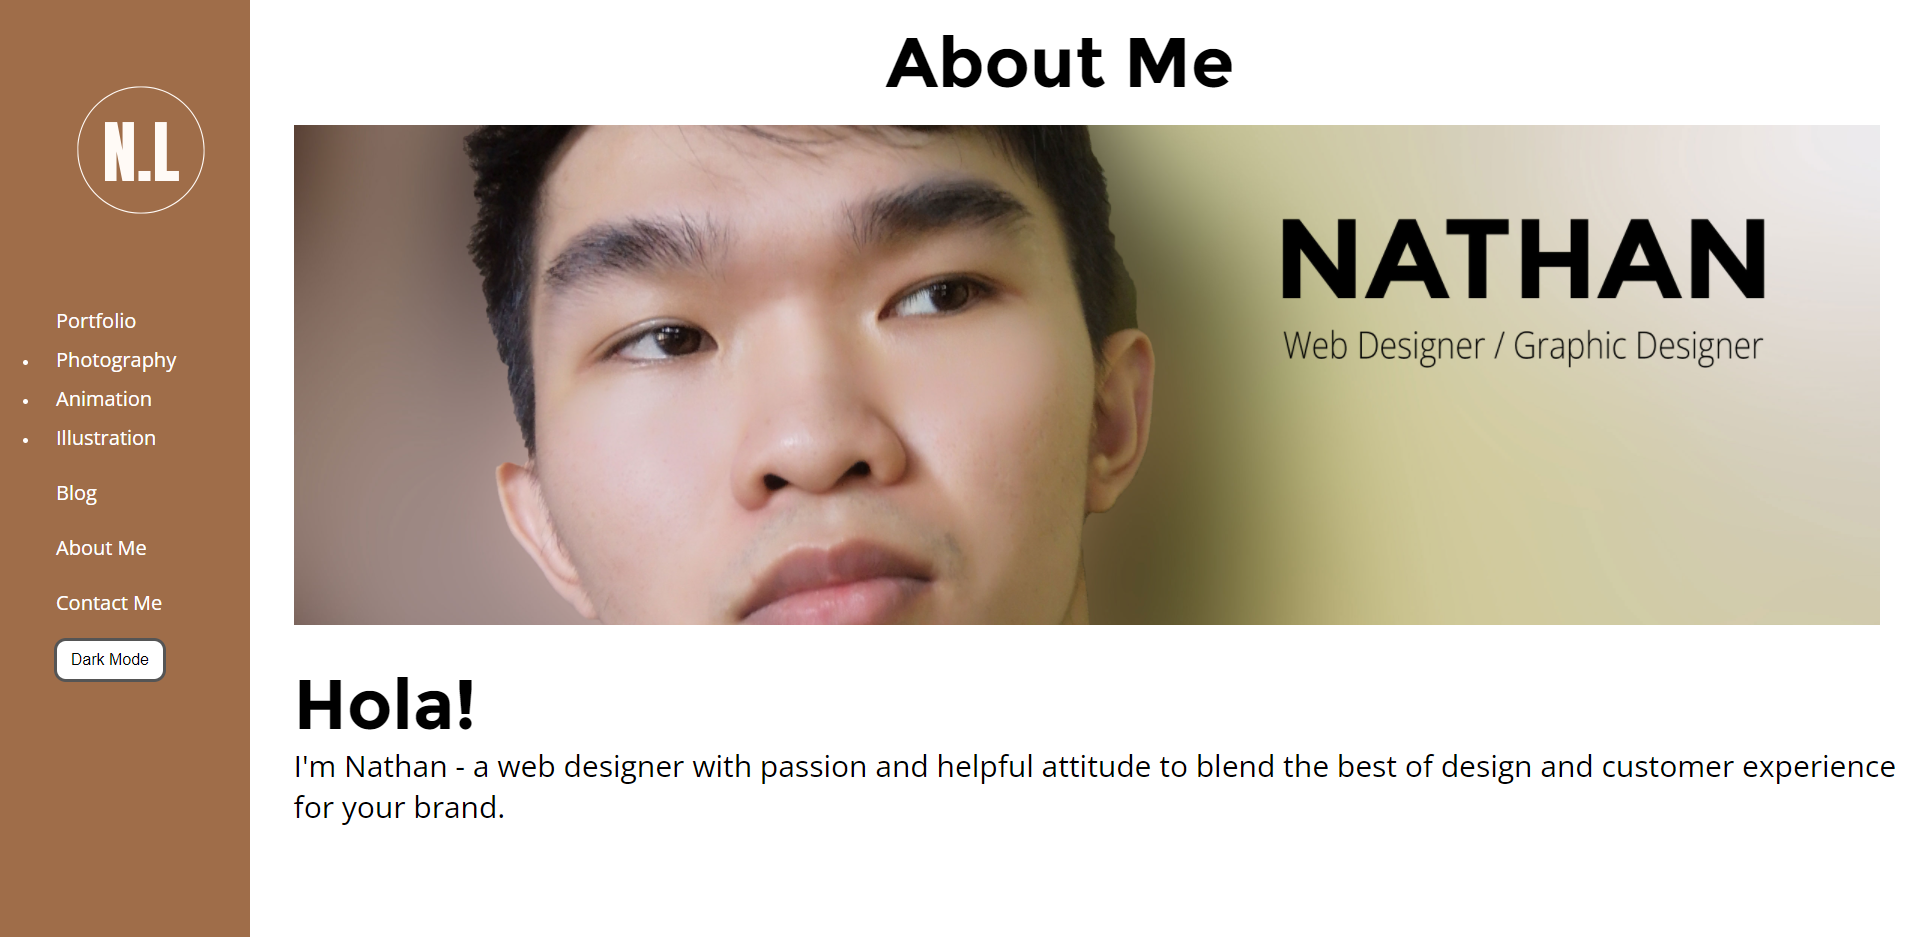 N.L
Portfolio
Photography
Animation
Illustration
Blog
About Me
Contact Me
Dark Mode
About Me
NATHAN
Web Designer / Graphic Designer
Hola!
I'm Nathan - a web designer with passion and helpful attitude to blend the best of design and customer experience
for your brand.